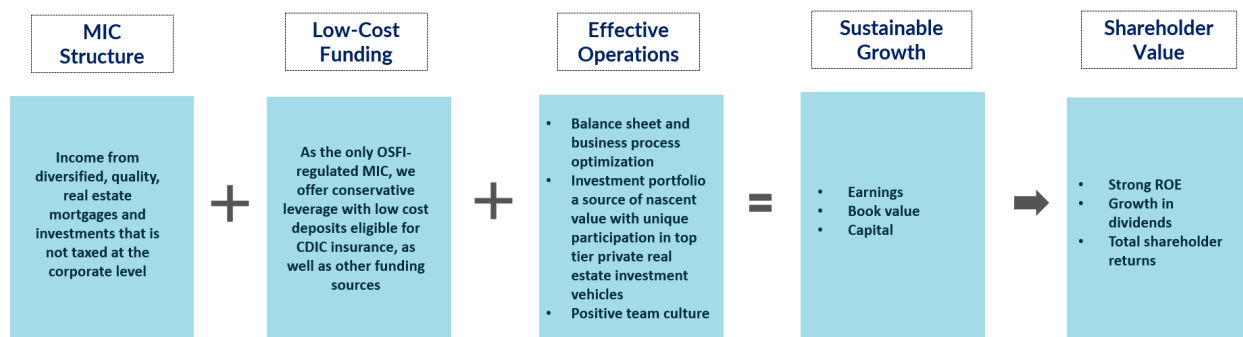 MIC
Structure
Low-Cost
Funding
Effective
Operations
Sustainable
Growth
Shareholder
Value
Income from
diversified, quality,
real estate
mortgages and
investments that is
not taxed at the
corporate level
+
As the only OSFI-
regulated MIC, we
offer conservative
leverage with low cost
deposits eligible for
CDIC insurance, as
well as other funding
sources
+
• Balance sheet and
business process
optimization
• Investment portfolio
a source of nascent
value with unique
participation in top
tier private real
estate investment
vehicles
• Positive team culture
=
• Earnings
• Book value
• Capital
• Strong ROE
• Growth in
dividends
• Total shareholder
returns